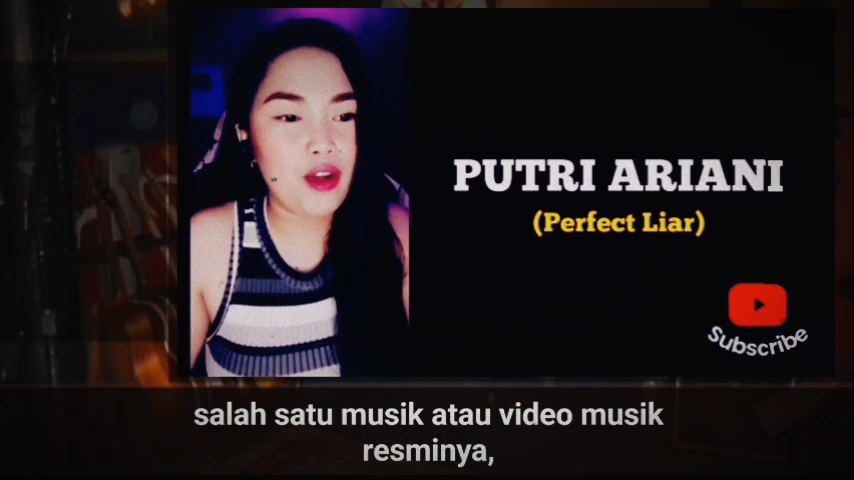 PUTRI ARIANI
(Perfect Liar)
Subscribe
salah satu musik atau video musik
resminya,